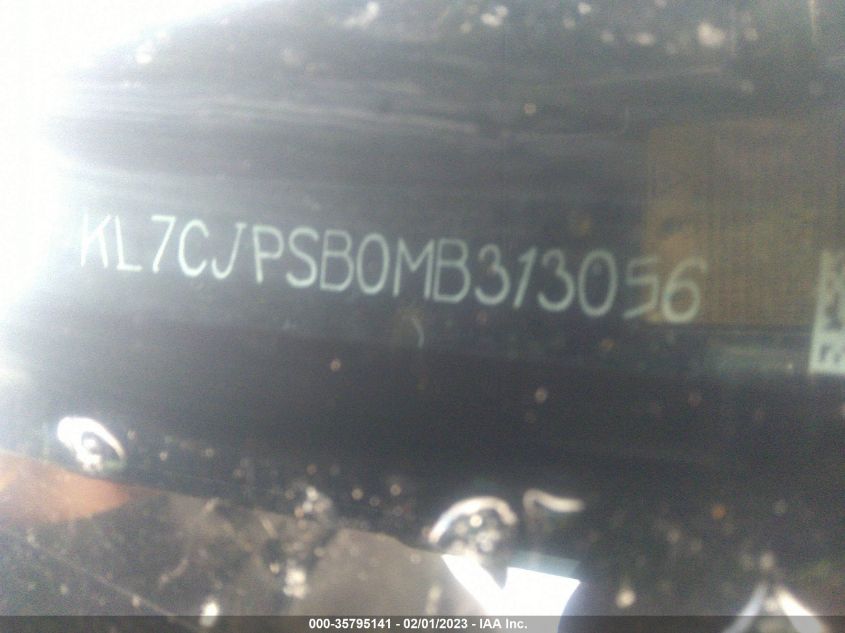 KL7CJPSB0MB313056
000-35795141 - 02/01/2023 - IAA Inc.